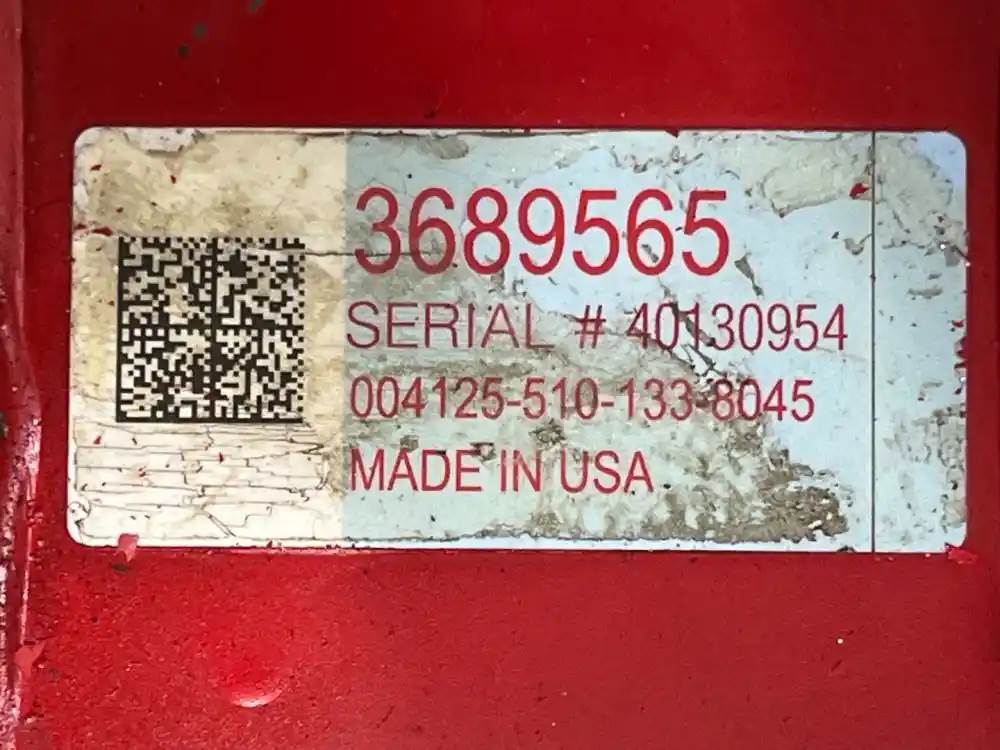 3689565
SERIAL # 40130954
004125-510-133-8045
MADE IN USA